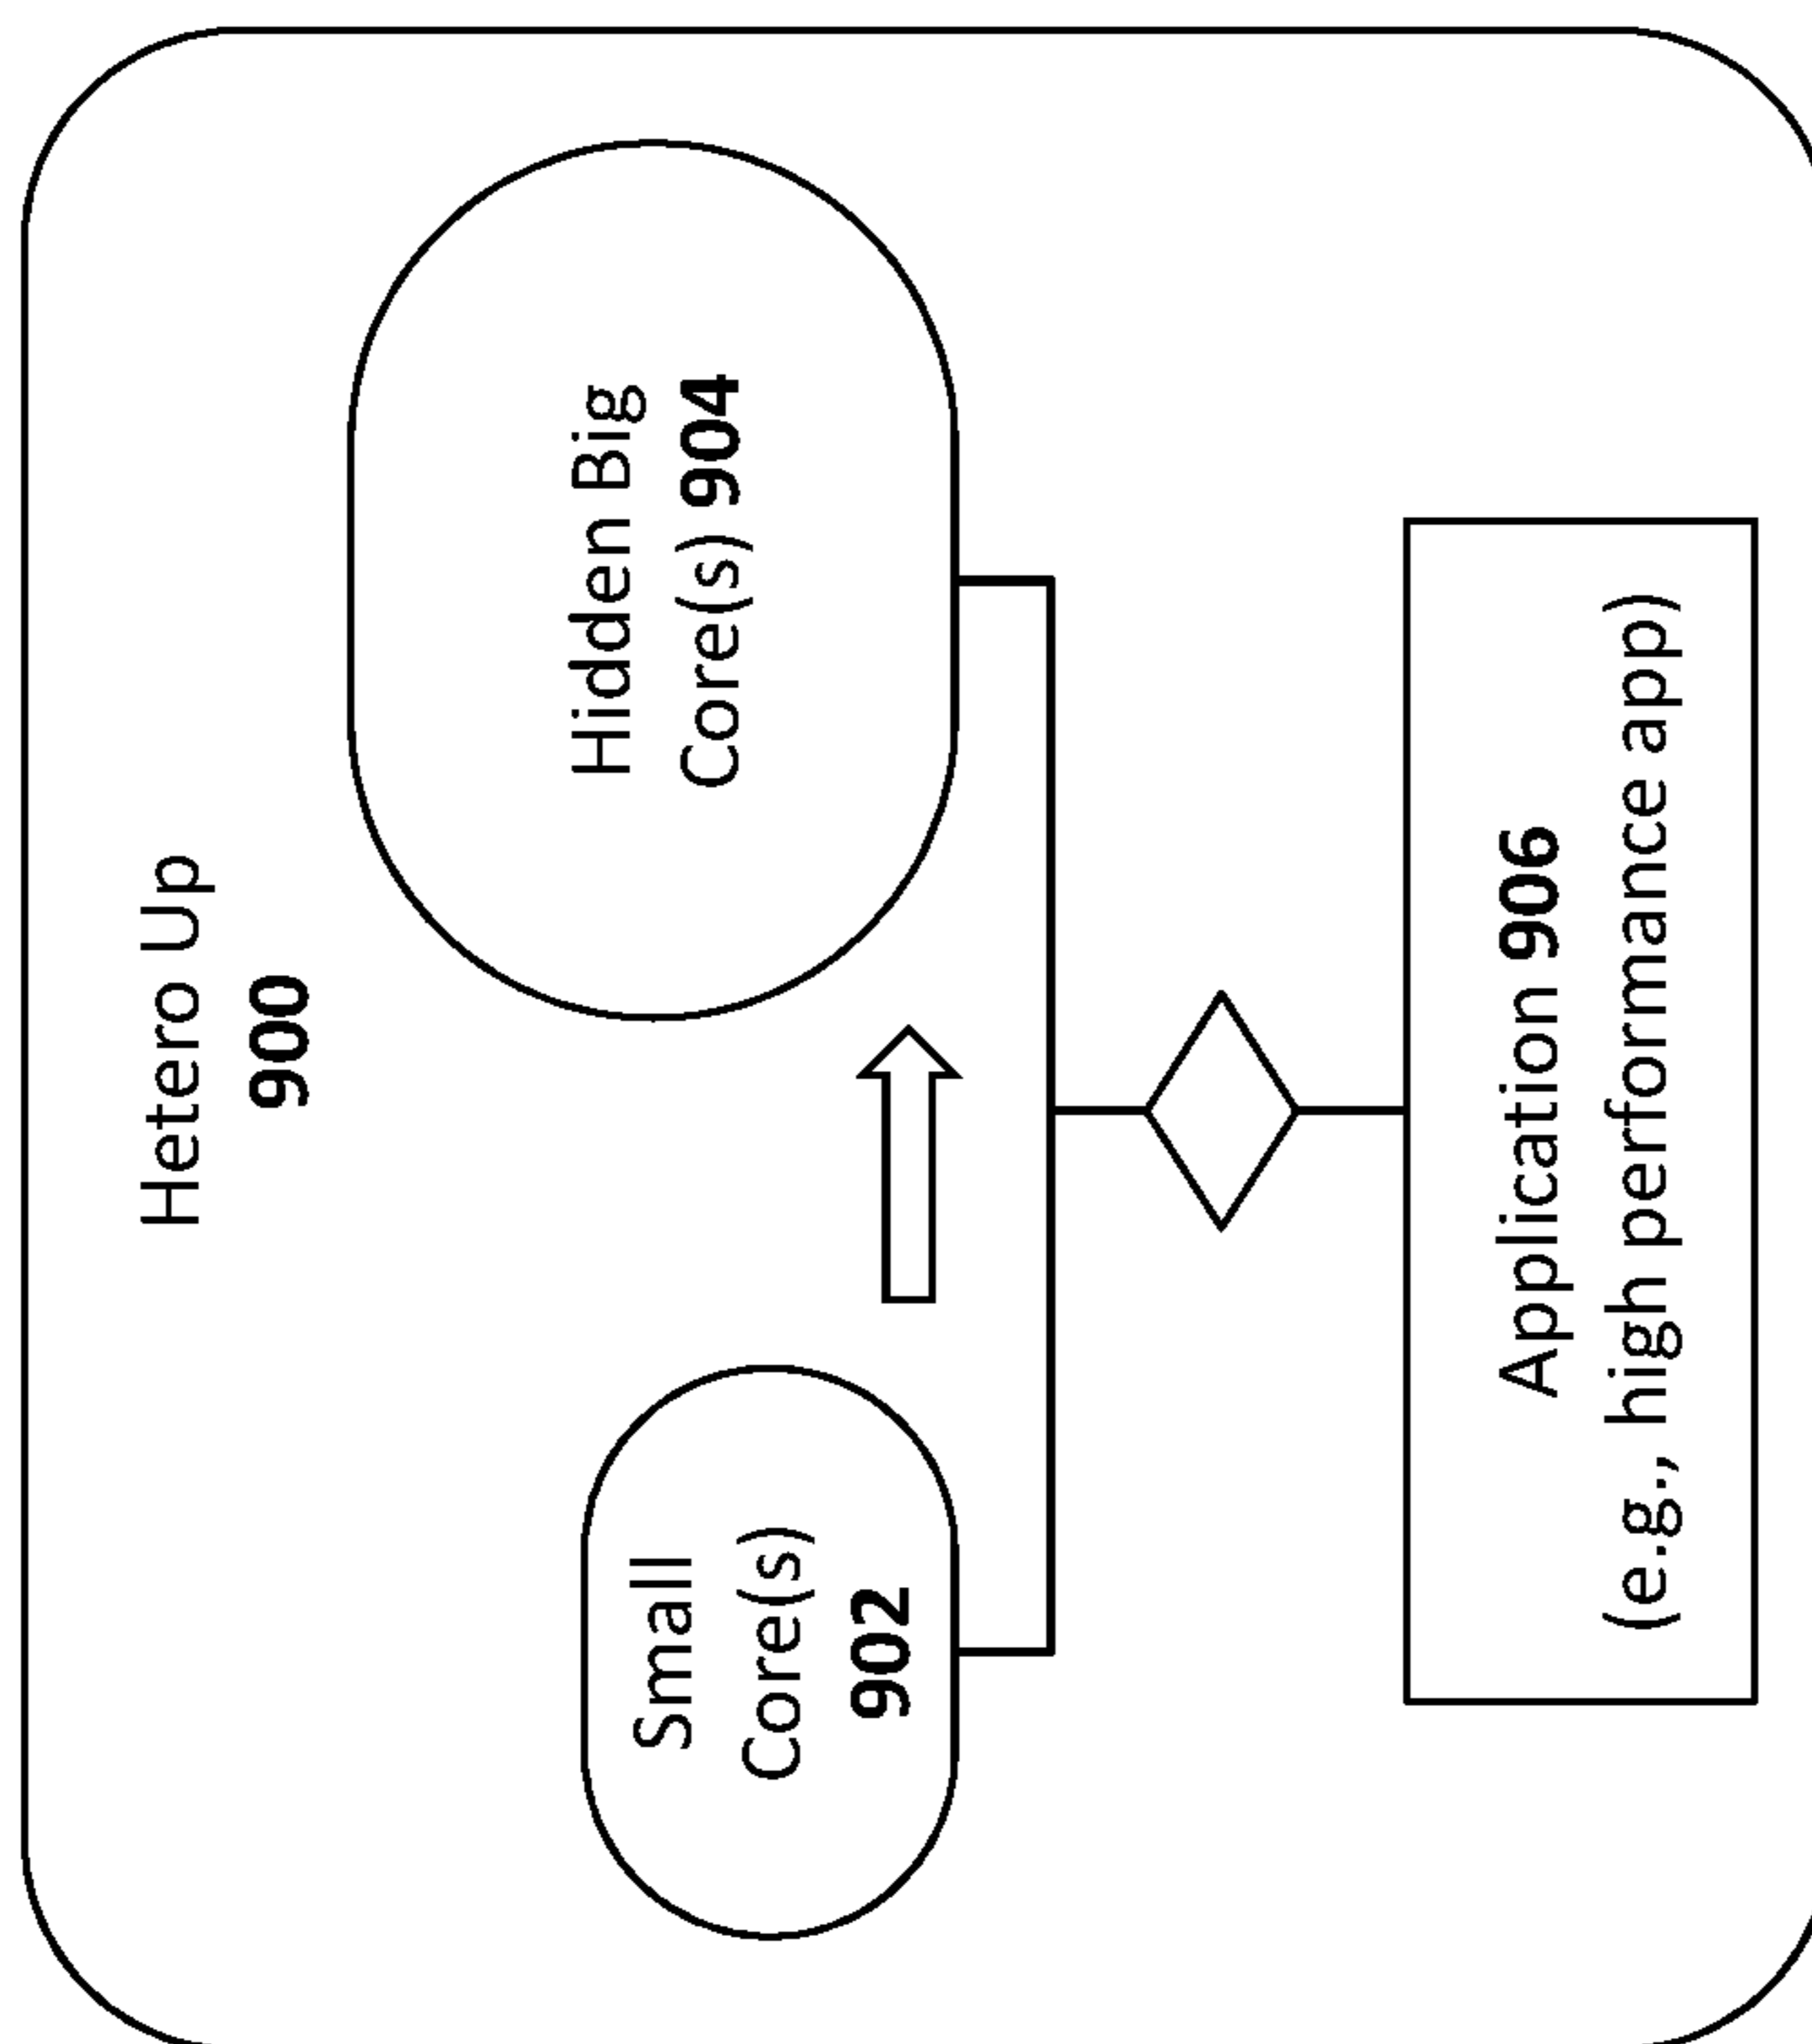 Hetero Up
900
Small
Core(s)
902
Hidden Big
Core(s) 904
Application 906
(e.g., high performance app)